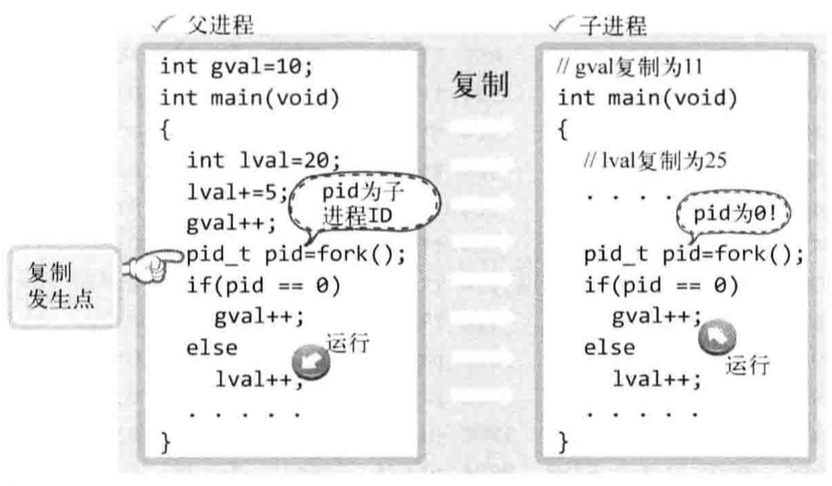 ✓ 父进程
int gval=10;
int main(void)
{
int lval=20;
lval+=5;
pid为子
进程ID
gval++;
pid_t pid=fork();
复制
发生点
if(pid == 0)
gval++;
else
运行
lval++;
. . . . .
}
复制
✓ 子进程
// gval复制为11
int main(void)
{
// lval复制为25
. . . .
pid为0!
pid_t pid=fork();
if(pid == 0)
gval++;
else
运行
lval++;
. . . . .
}